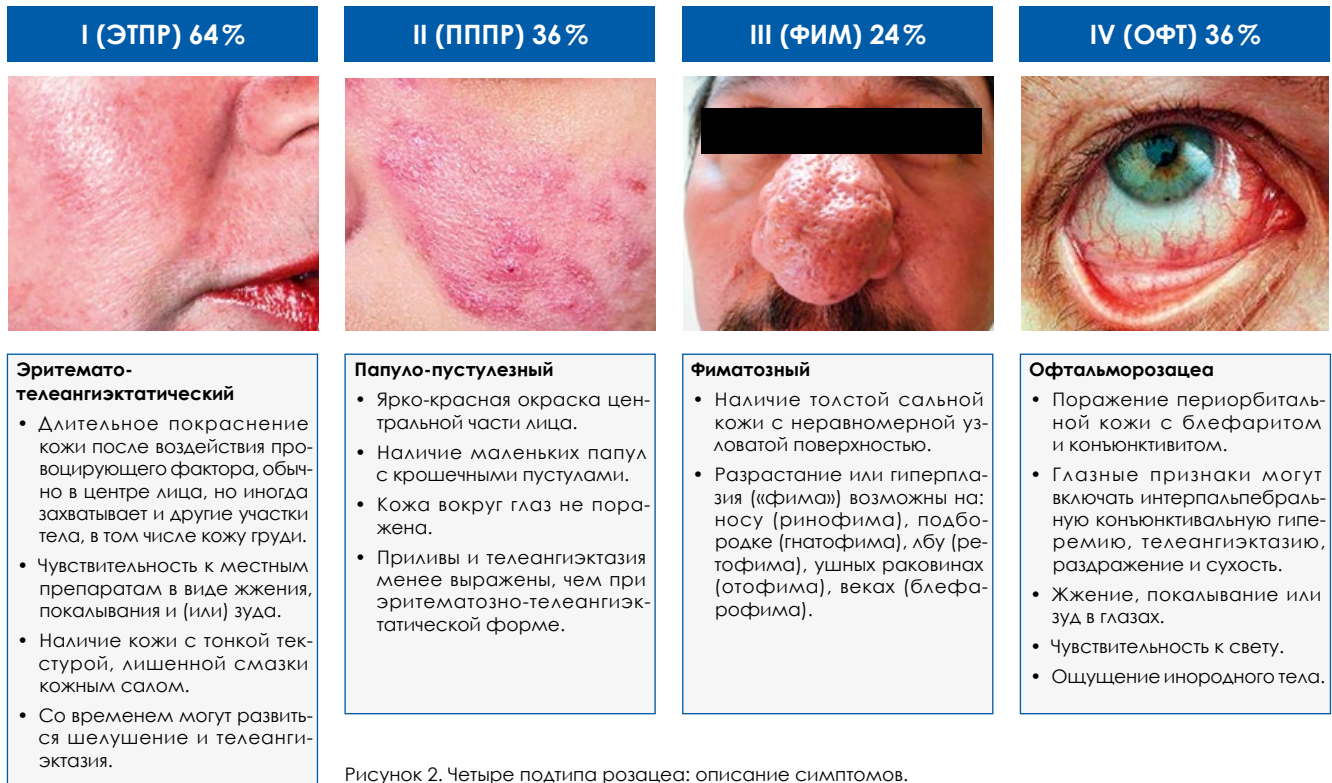 I (ЭТПР) 64 %
II (ПППР) 36 %
III (ФИМ) 24 %
IV (ОФТ) 36 %
Эритемато-
телеангиэктатический
• Длительное покраснение
кожи после воздействия про-
воцирующего фактора, обыч-
но в центре лица, но иногда
захватывает и другие участки
тела, в том числе кожу груди.
• Чувствительность к местным
препаратам в виде жжения,
покалывания и (или) зуда.
• Наличие кожи с тонкой тек-
стурой, лишенной смазки
кожным салом.
• Со временем могут развить-
ся шелушение и телеанги-
эктазия.
Папуло-пустулезный
• Ярко-красная окраска цен-
тральной части лица.
• Наличие маленьких папул
с крошечными пустулами.
• Кожа вокруг глаз не пора-
жена.
• Приливы и телеангиэктазия
менее выражены, чем при
эритематозно-телеангиэк-
татической форме.
Фиматозный
• Наличие толстой сальной
кожи с неравномерной уз-
ловатой поверхностью.
• Разрастание или гиперпла-
зия («фима») возможны на:
носу (ринофима), подбо-
родке (гнатофима), лбу (ре-
тофима), ушных раковинах
(отофима), веках (блефа-
рофима).
Офтальморозацеа
• Поражение периорбиталь-
ной кожи с блефаритом
и конъюнктивитом.
• Глазные признаки могут
включать интерпальпебраль-
ную конъюнктивальную гипе-
ремию, телеангиэктазию,
раздражение и сухость.
• Жжение, покалывание или
зуд в глазах.
• Чувствительность к свету.
• Ощущение инородного тела.
Рисунок 2. Четыре подтипа розацеа: описание симптомов.